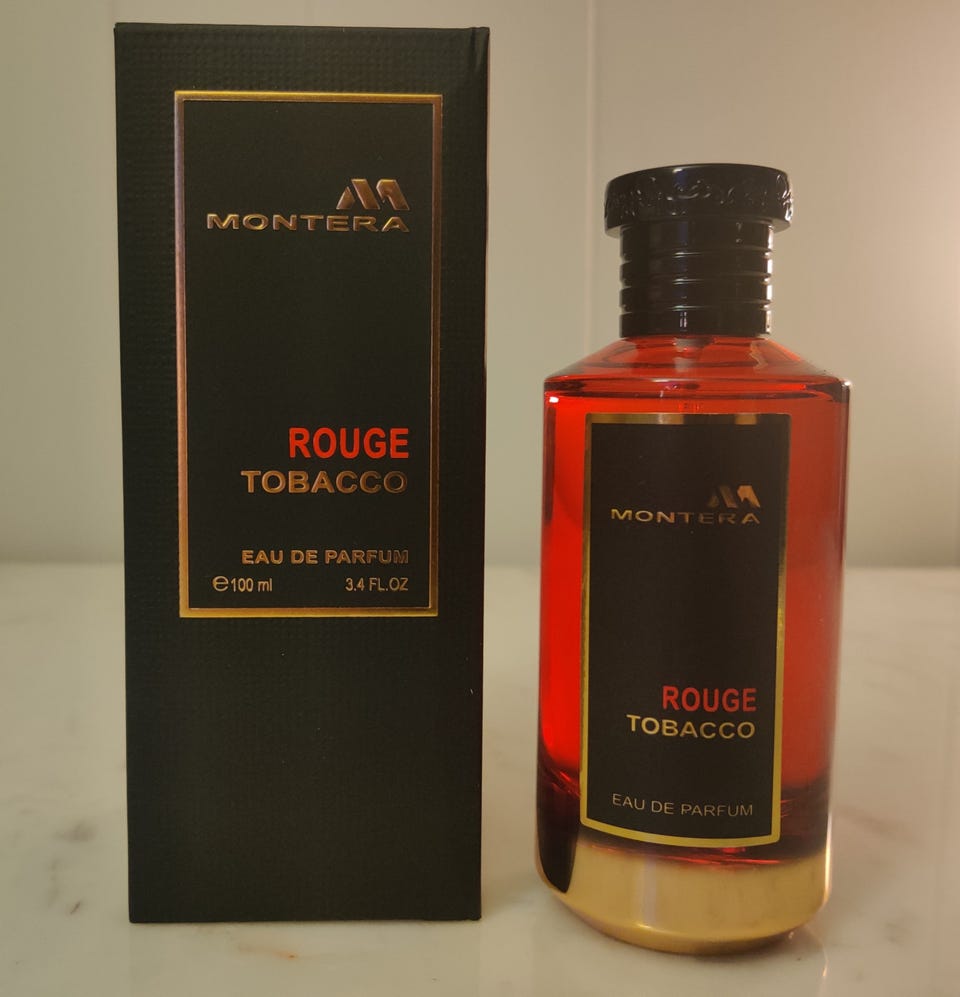 MONTERA
ROUGE
TOBACCO
EAU DE PARFUM
℮100 ml 3.4 FL.OZ
MONTERA
ROUGE
TOBACCO
EAU DE PARFUM